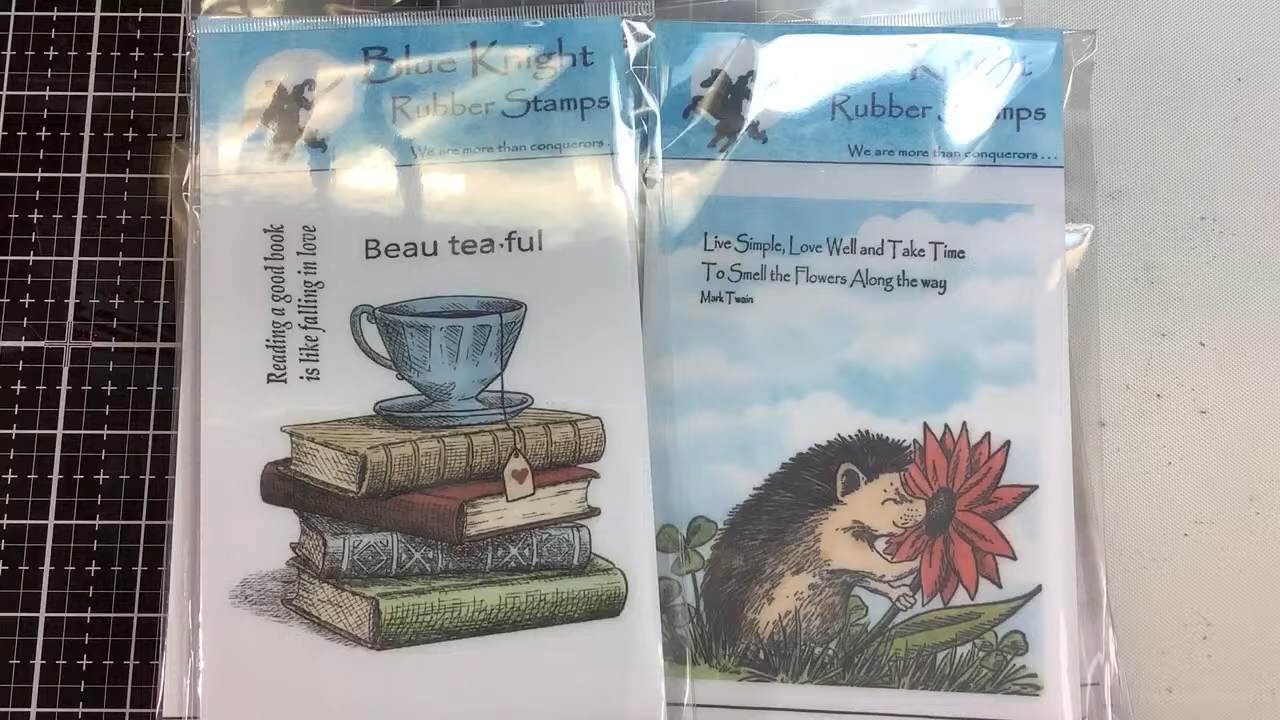 Blue Knight
Rubber Stamps
We are more than conquerors .
Reading a good book
is like falling in love
Beau tea·ful
Rubber
We are more than conquerors . . .
Live Simple, Love Well and Take Time
To Smell the Flowers Along the way
Mark Twain